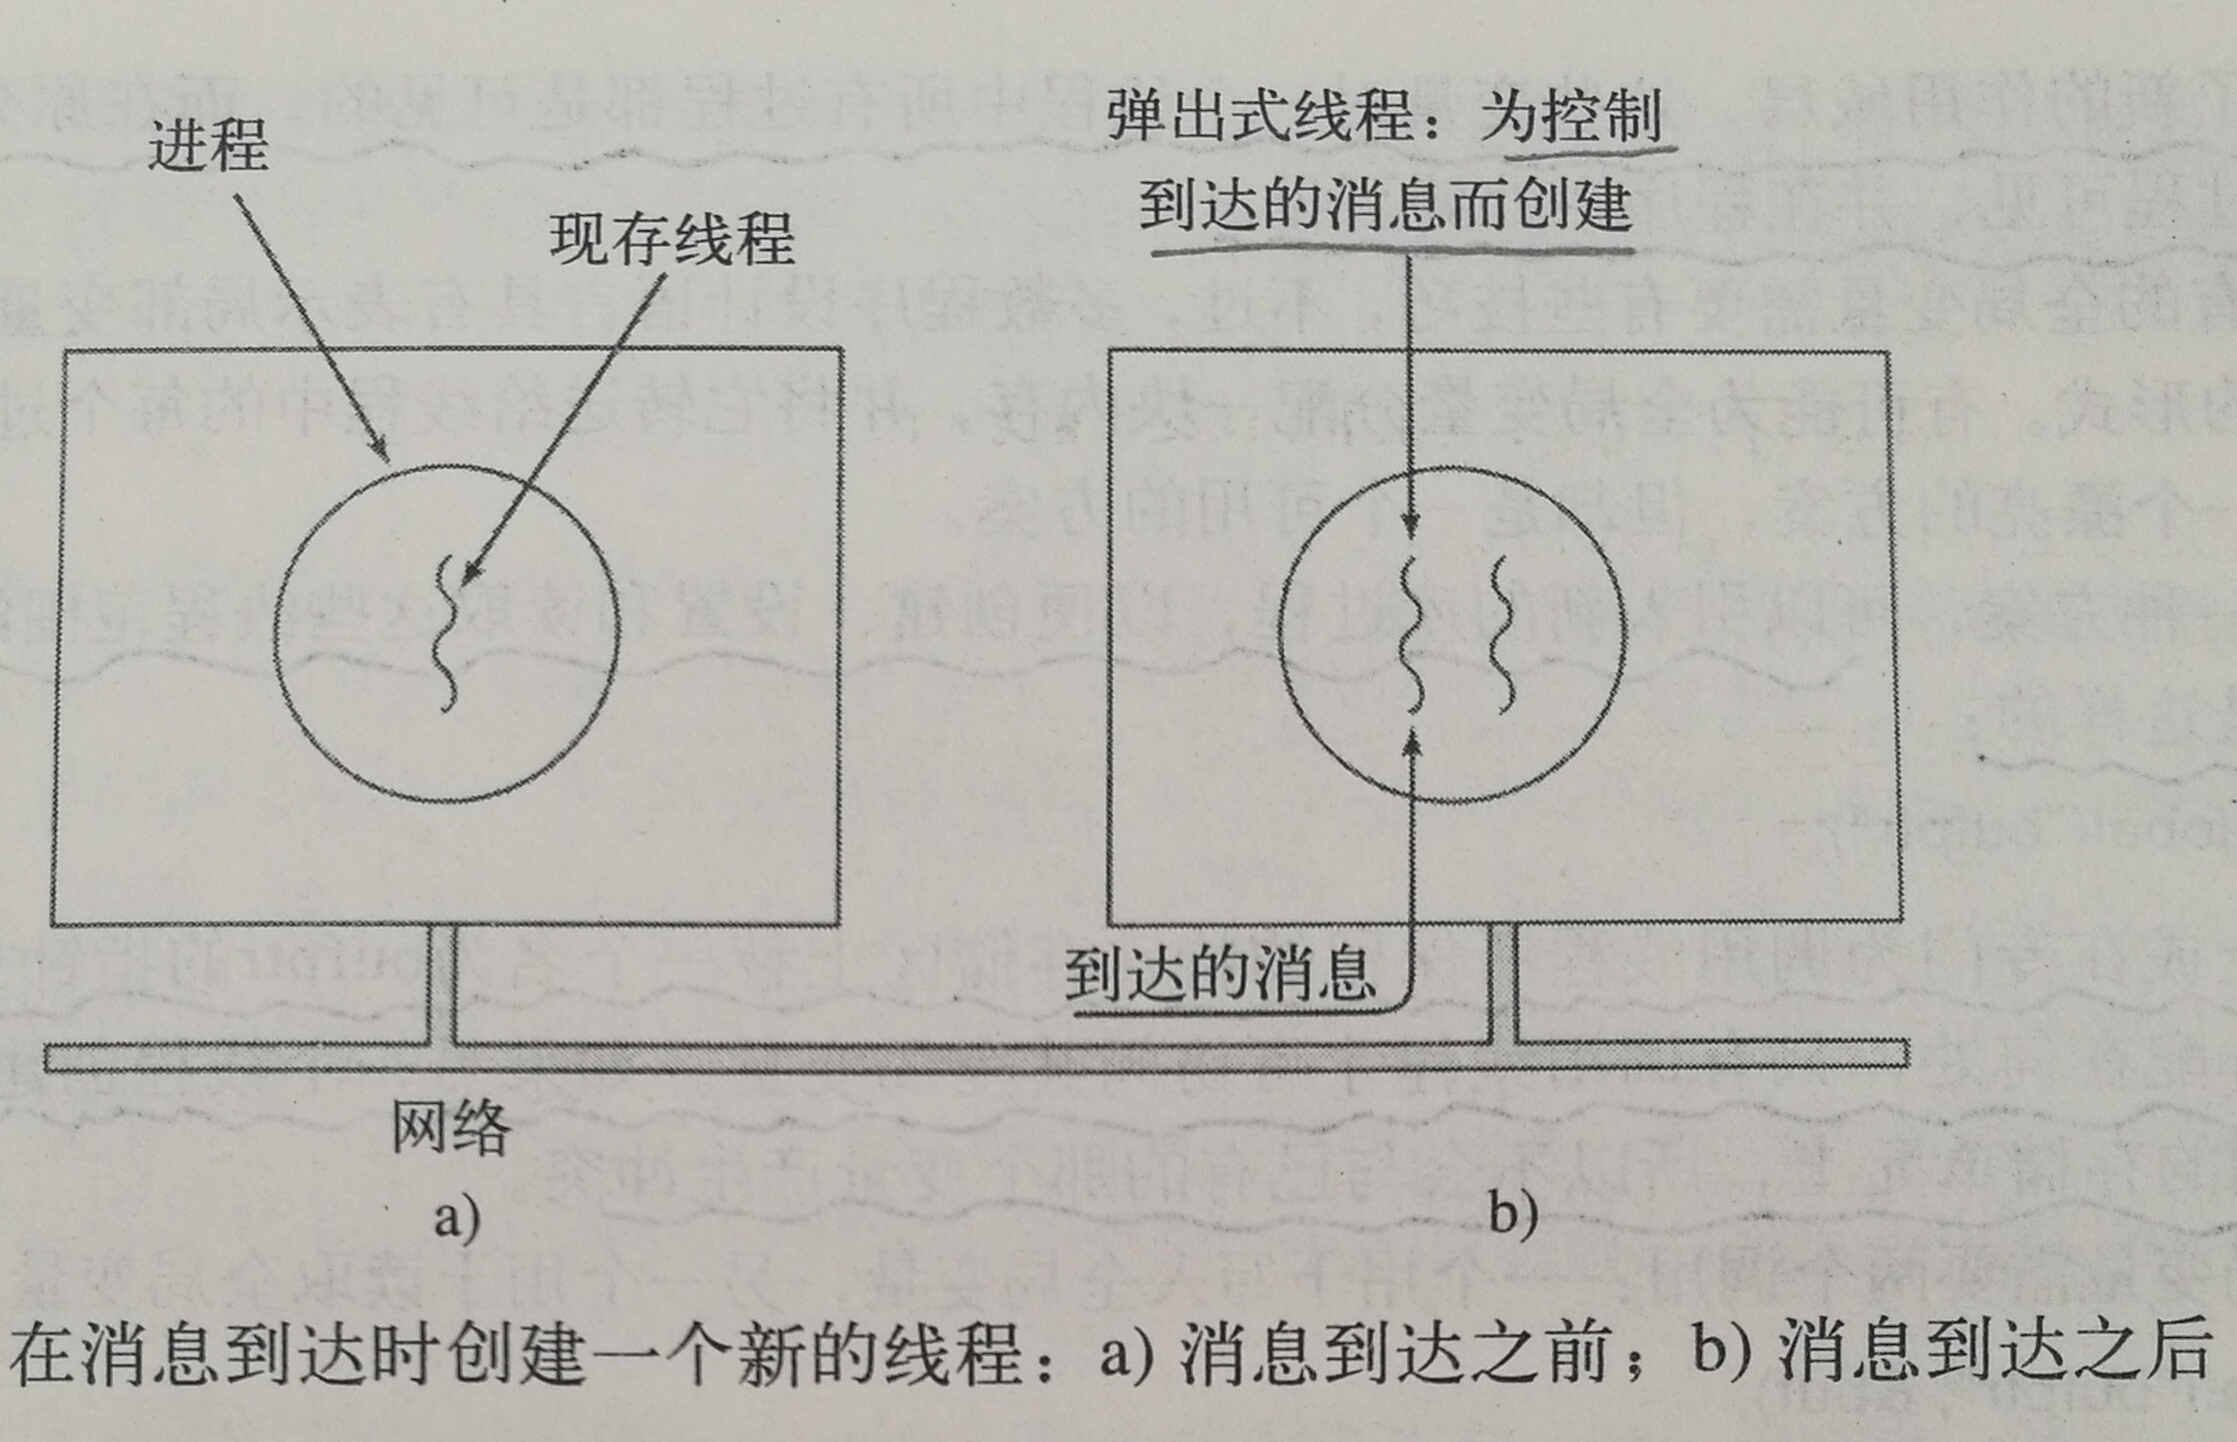 进程
现存线程
弹出式线程：为控制
到达的消息而创建
到达的消息
网络
a)
b)
在消息到达时创建一个新的线程：a) 消息到达之前；b) 消息到达之后